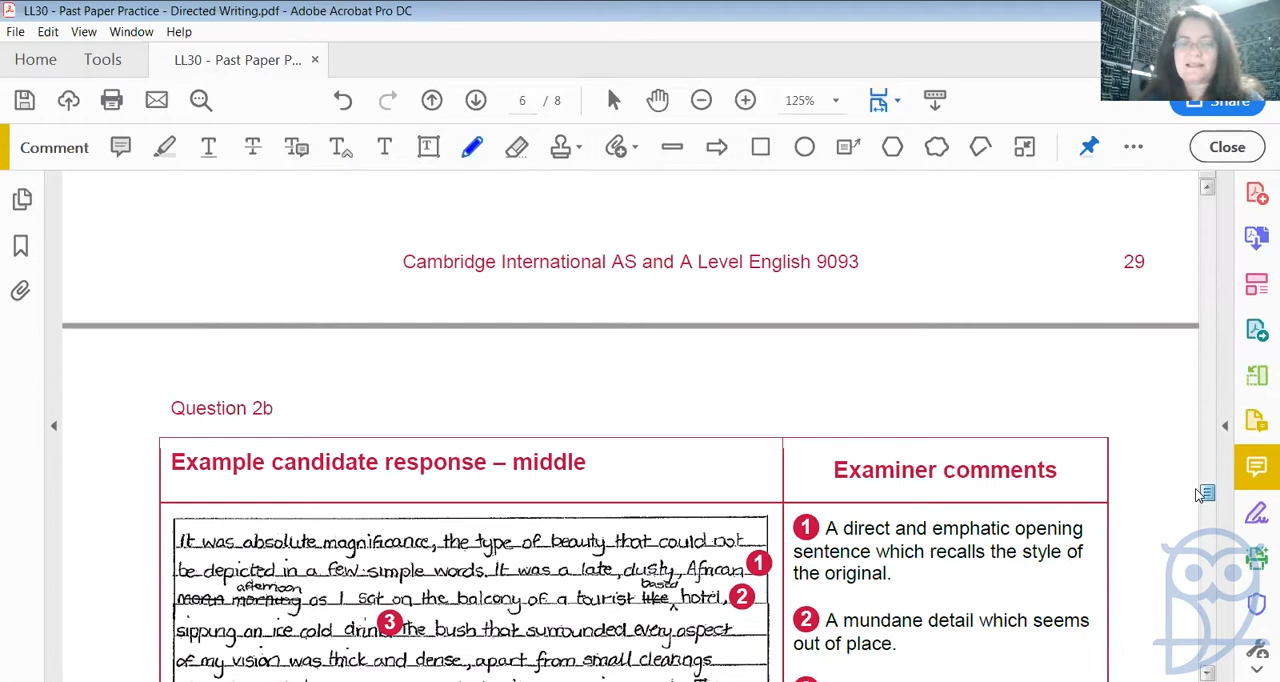 LL30 - Past Paper Practice - Directed Writing.pdf - Adobe Acrobat Pro DC
File Edit View Window Help
Home Tools LL30 - Past Paper P... ×
6 / 8 125% Share
Comment Close
Cambridge International AS and A Level English 9093 29
Question 2b
Example candidate response – middle
Examiner comments
It was absolute magnificance, the type of beauty that could not
be depicted in a few simple words. It was a late, dusty, African 1
afternoon based
morning as I sat on the balcony of a tourist like hotel, 2
sipping an ice cold drink. 3 The bush that surrounded every aspect
of my vision was thick and dense, apart from small clearings
1 A direct and emphatic opening
sentence which recalls the style of
the original.
2 A mundane detail which seems
out of place.